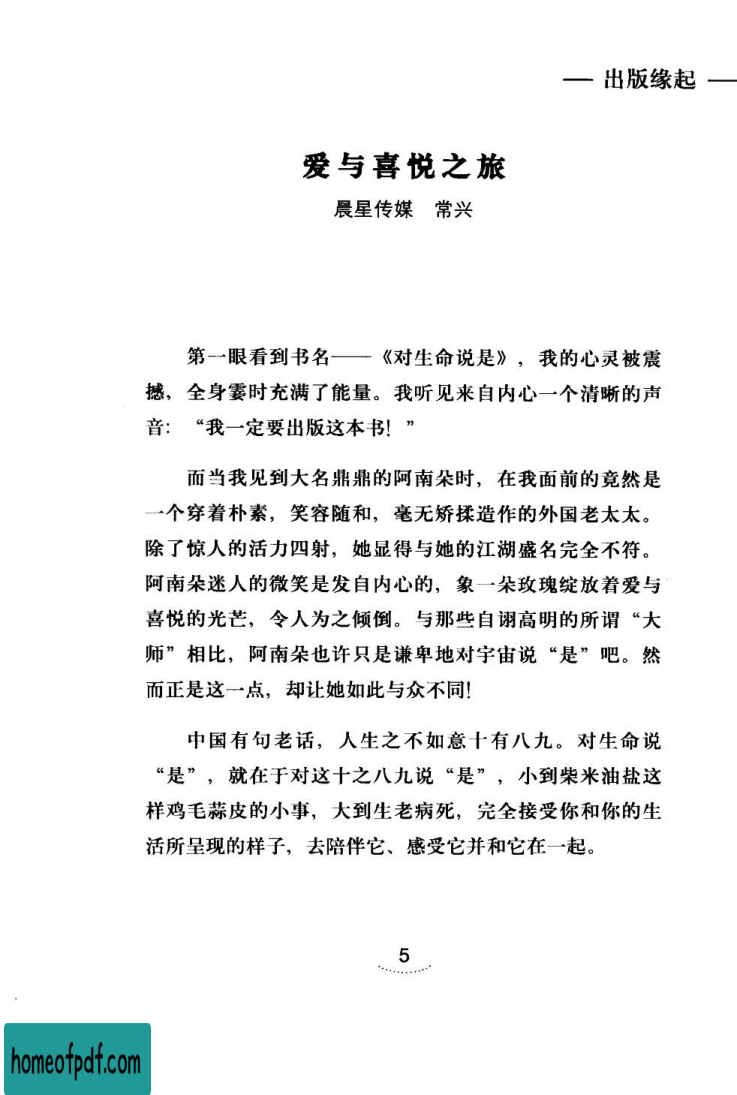 — 出版缘起 —
爱与喜悦之旅
晨星传媒　常兴
第一眼看到书名——《对生命说是》，我的心灵被震
撼，全身霎时充满了能量。我听见来自内心一个清晰的声
音：“我一定要出版这本书！”
而当我见到大名鼎鼎的阿南朵时，在我面前的竟然是
一个穿着朴素，笑容随和，毫无矫揉造作的外国老太太。
除了惊人的活力四射，她显得与她的江湖盛名完全不符。
阿南朵迷人的微笑是发自内心的，象一朵玫瑰绽放着爱与
喜悦的光芒，令人为之倾倒。与那些自诩高明的所谓“大
师”相比，阿南朵也许只是谦卑地对宇宙说“是”吧。然
而正是这一点，却让她如此与众不同！
中国有句老话，人生之不如意十有八九。对生命说
“是”，就在于对这十之八九说“是”，小到柴米油盐这
样鸡毛蒜皮的小事，大到生老病死，完全接受你和你的生
活所呈现的样子，去陪伴它、感受它并和它在一起。
5
homeofpdf.com